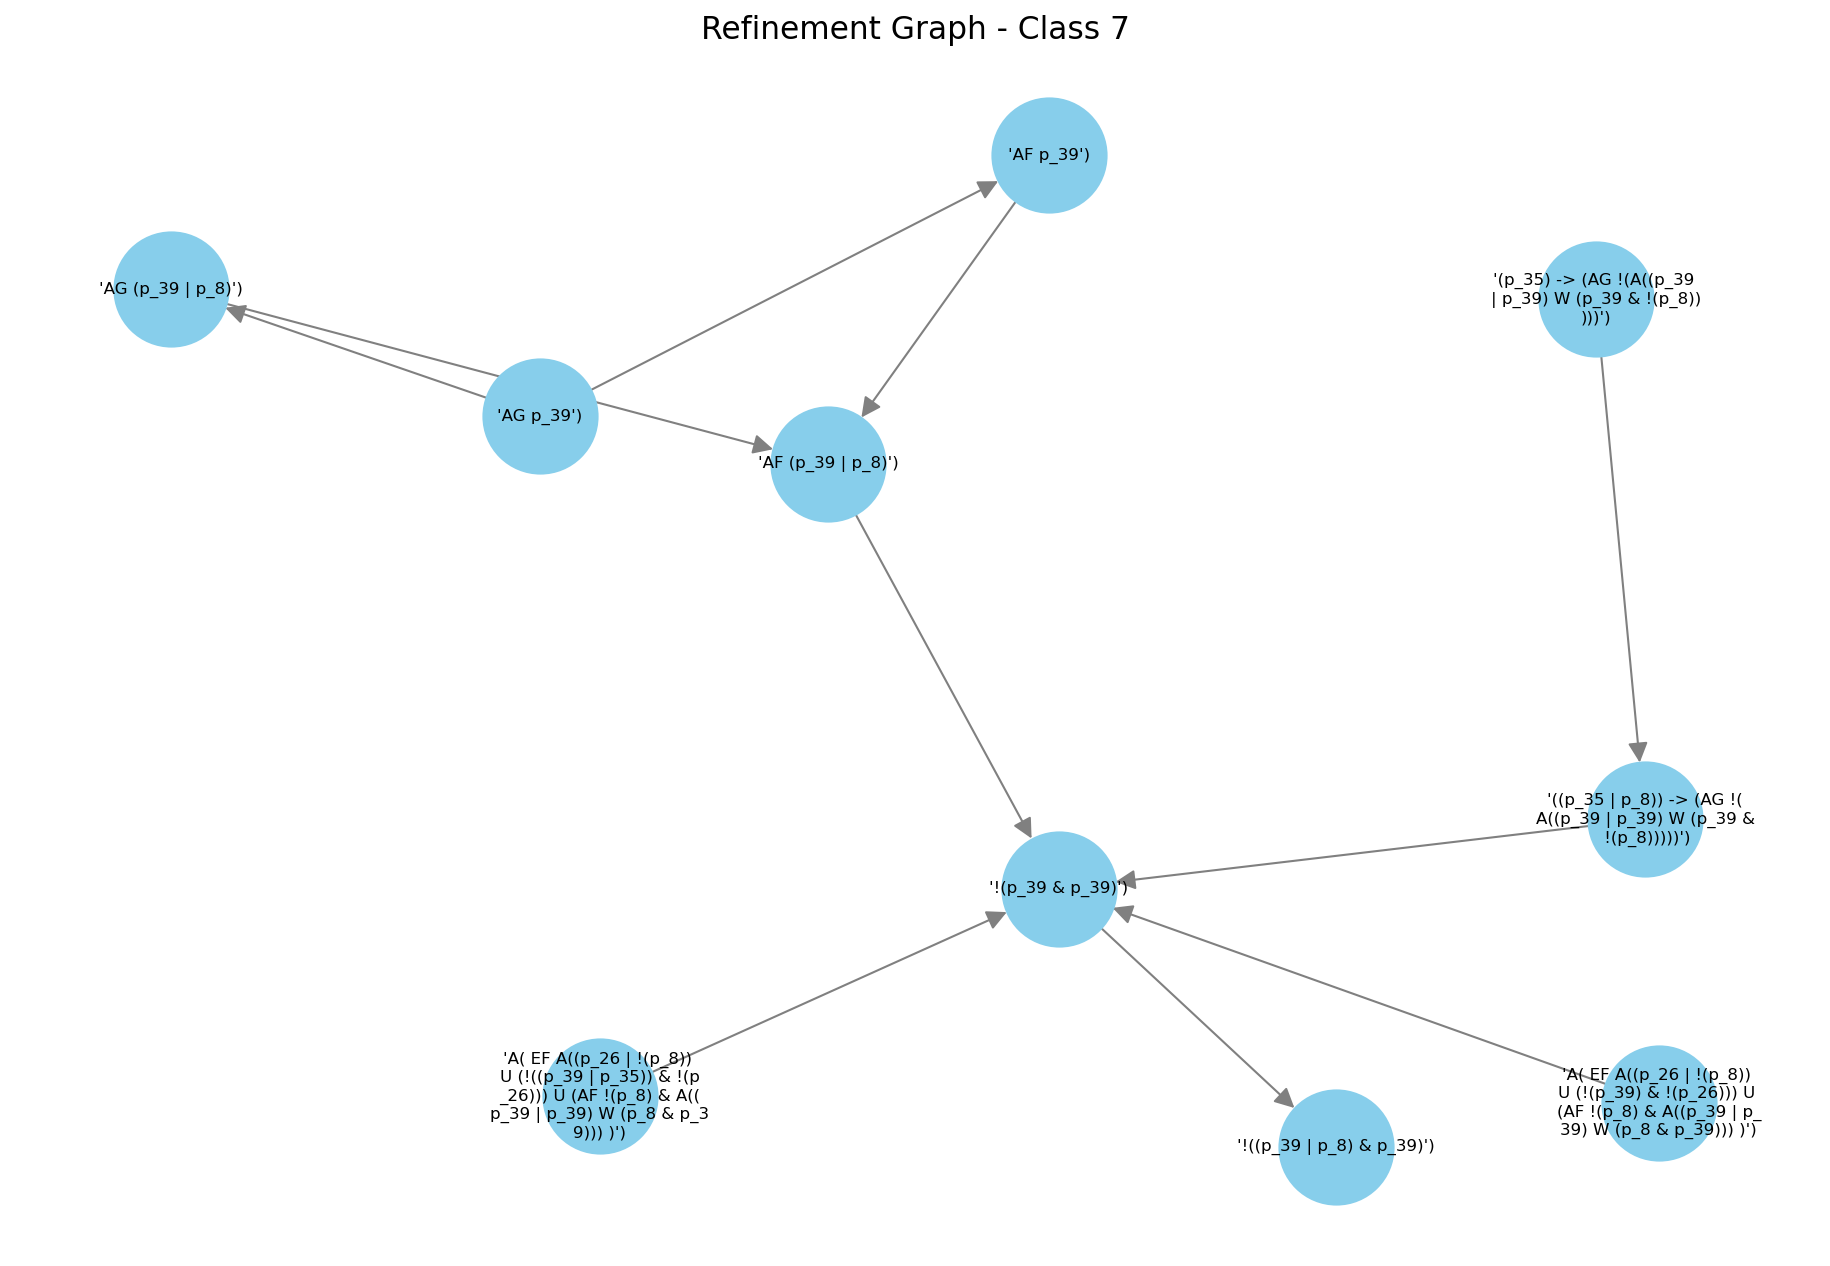 Refinement Graph - Class 7
'AF p_39')
'AG (p_39 | p_8)')
'(p_35) -> (AG !(A((p_39
| p_39) W (p_39 & !(p_8))
)))')
'AG p_39')
'AF (p_39 | p_8)')
'((p_35 | p_8)) -> (AG !(
A((p_39 | p_39) W (p_39 &
!(p_8)))))')
'!(p_39 & p_39)')
'A( EF A((p_26 | !(p_8))
U (!((p_39 | p_35)) & !(p
_26))) U (AF !(p_8) & A((
p_39 | p_39) W (p_8 & p_3
9))) )')
'A( EF A((p_26 | !(p_8))
U (!(p_39) & !(p_26))) U
(AF !(p_8) & A((p_39 | p_
39) W (p_8 & p_39))) )')
'!((p_39 | p_8) & p_39)')